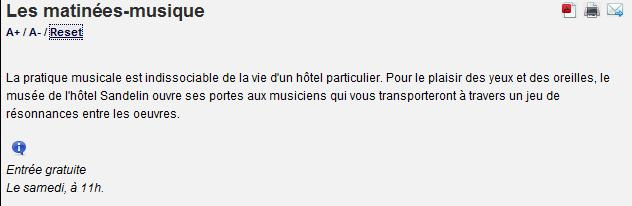 Les matinées-musique
A+ / A- / Reset
La pratique musicale est indissociable de la vie d'un hôtel particulier. Pour le plaisir des yeux et des oreilles, le
musée de l'hôtel Sandelin ouvre ses portes aux musiciens qui vous transporteront à travers un jeu de
résonnances entre les oeuvres.
Entrée gratuite
Le samedi, à 11h.